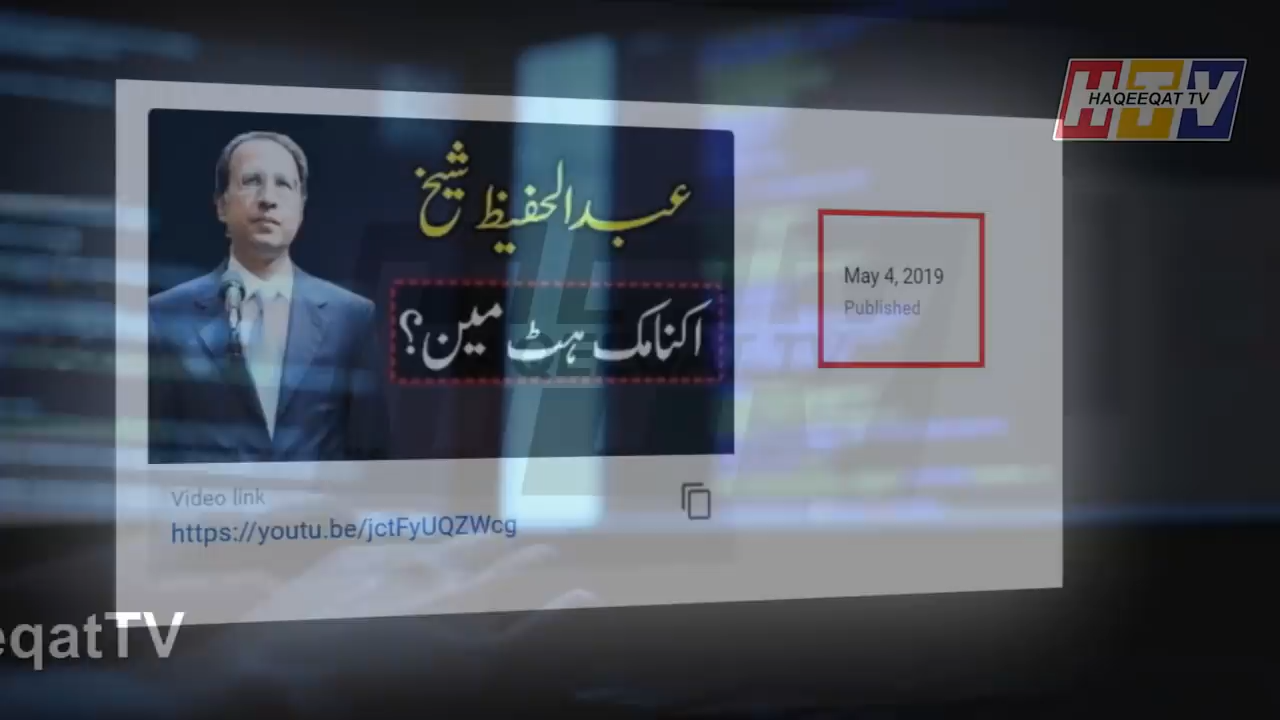 HTV
HAQEEQAT TV
عبدالحفیظ شیخ
اکنامک ہٹ مین؟
May 4, 2019
Published
Video link
https://youtu.be/jctFyUQZWcg
eqatTV